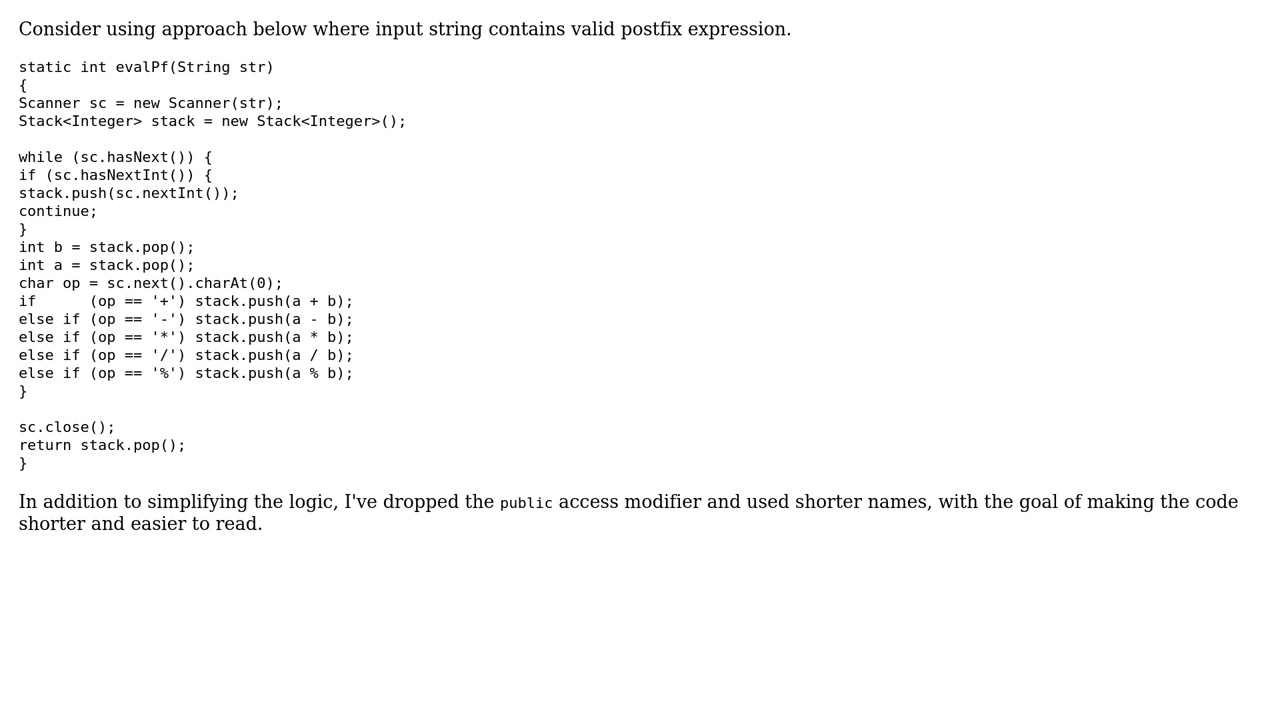 Consider using approach below where input string contains valid postfix expression.
static int evalPf(String str)
{
Scanner sc = new Scanner(str);
Stack<Integer> stack = new Stack<Integer>();
while (sc.hasNext()) {
if (sc.hasNextInt()) {
stack.push(sc.nextInt());
continue;
}
int b = stack.pop();
int a = stack.pop();
char op = sc.next().charAt(0);
if      (op == '+') stack.push(a + b);
else if (op == '-') stack.push(a - b);
else if (op == '*') stack.push(a * b);
else if (op == '/') stack.push(a / b);
else if (op == '%') stack.push(a % b);
}
sc.close();
return stack.pop();
}
In addition to simplifying the logic, I've dropped the public access modifier and used shorter names, with the goal of making the code
shorter and easier to read.